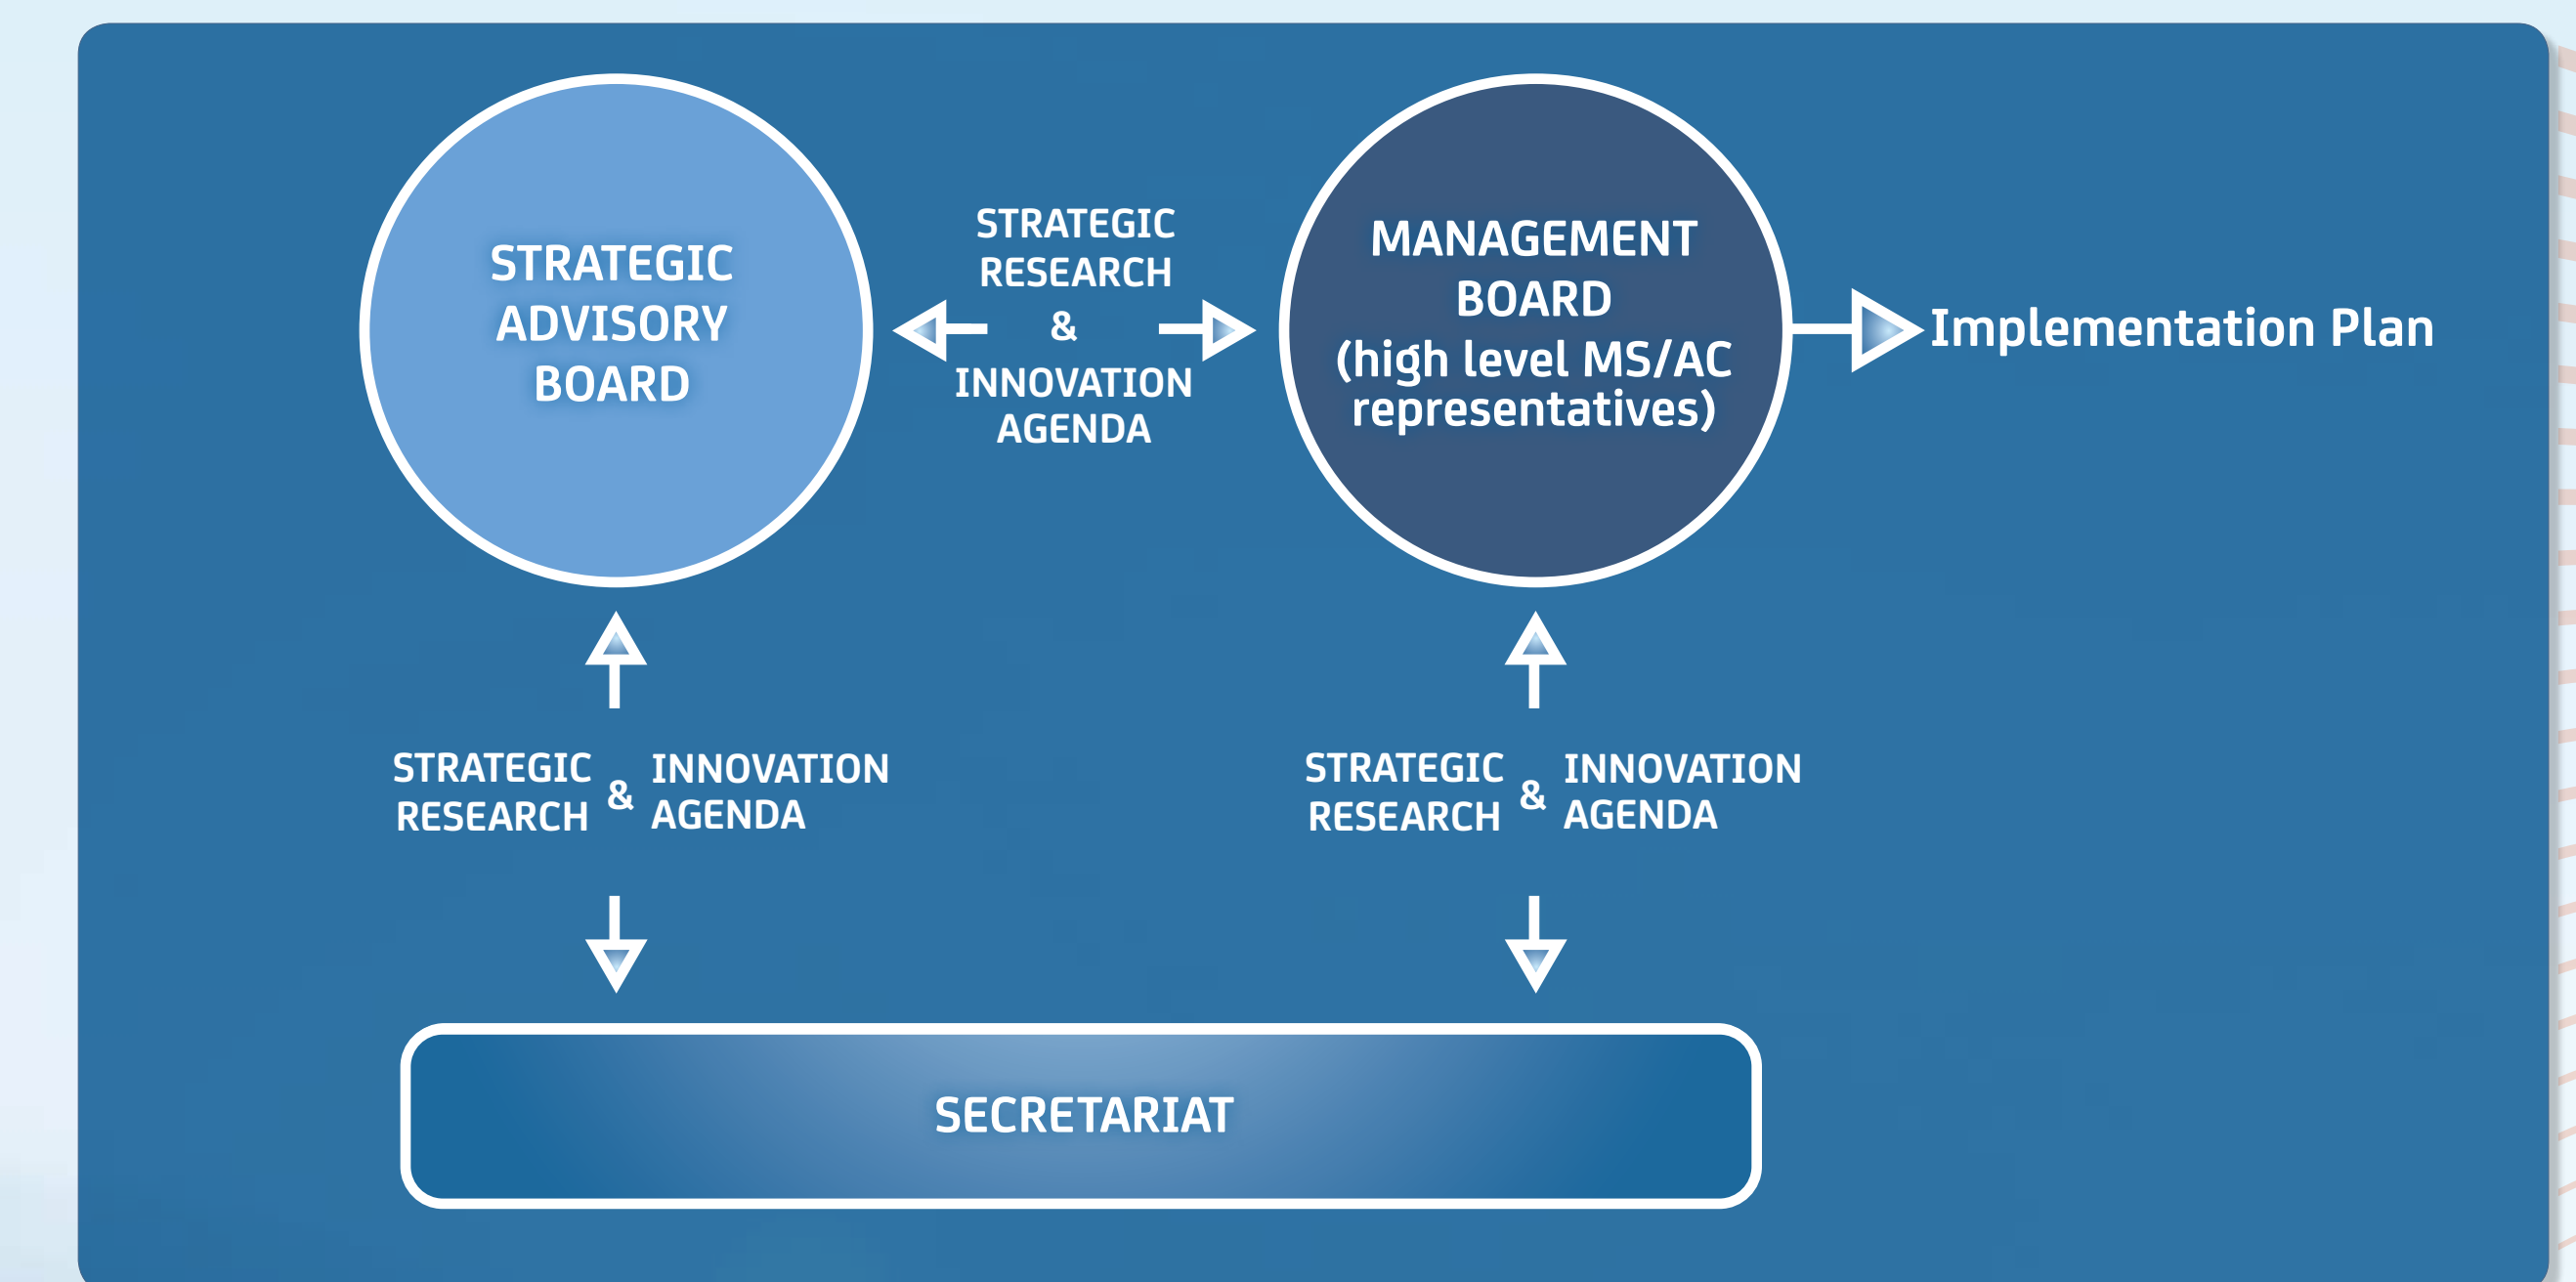 STRATEGIC
ADVISORY
BOARD
STRATEGIC
RESEARCH
&
INNOVATION
AGENDA
MANAGEMENT
BOARD
(high level MS/AC
representatives)
Implementation Plan
STRATEGIC
RESEARCH
&
INNOVATION
AGENDA
STRATEGIC
RESEARCH
&
INNOVATION
AGENDA
SECRETARIAT